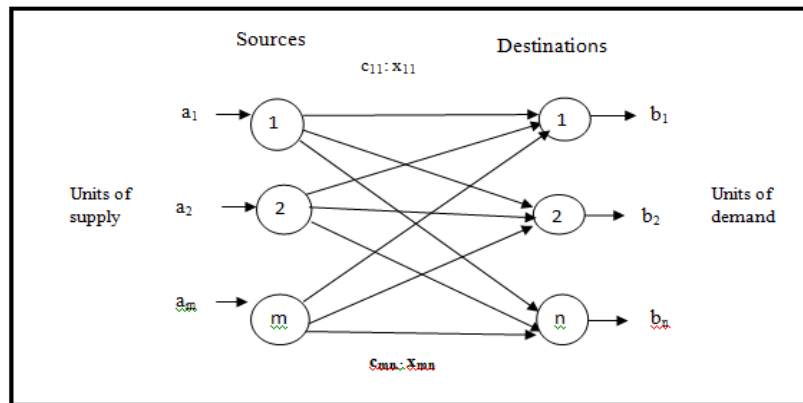 Sources Destinations
c₁₁: x₁₁
a₁ 1 1 b₁
Units of supply
a₂ 2 2 b₂
Units of demand
aₘ m n bₙ
cₘₙ: xₘₙ